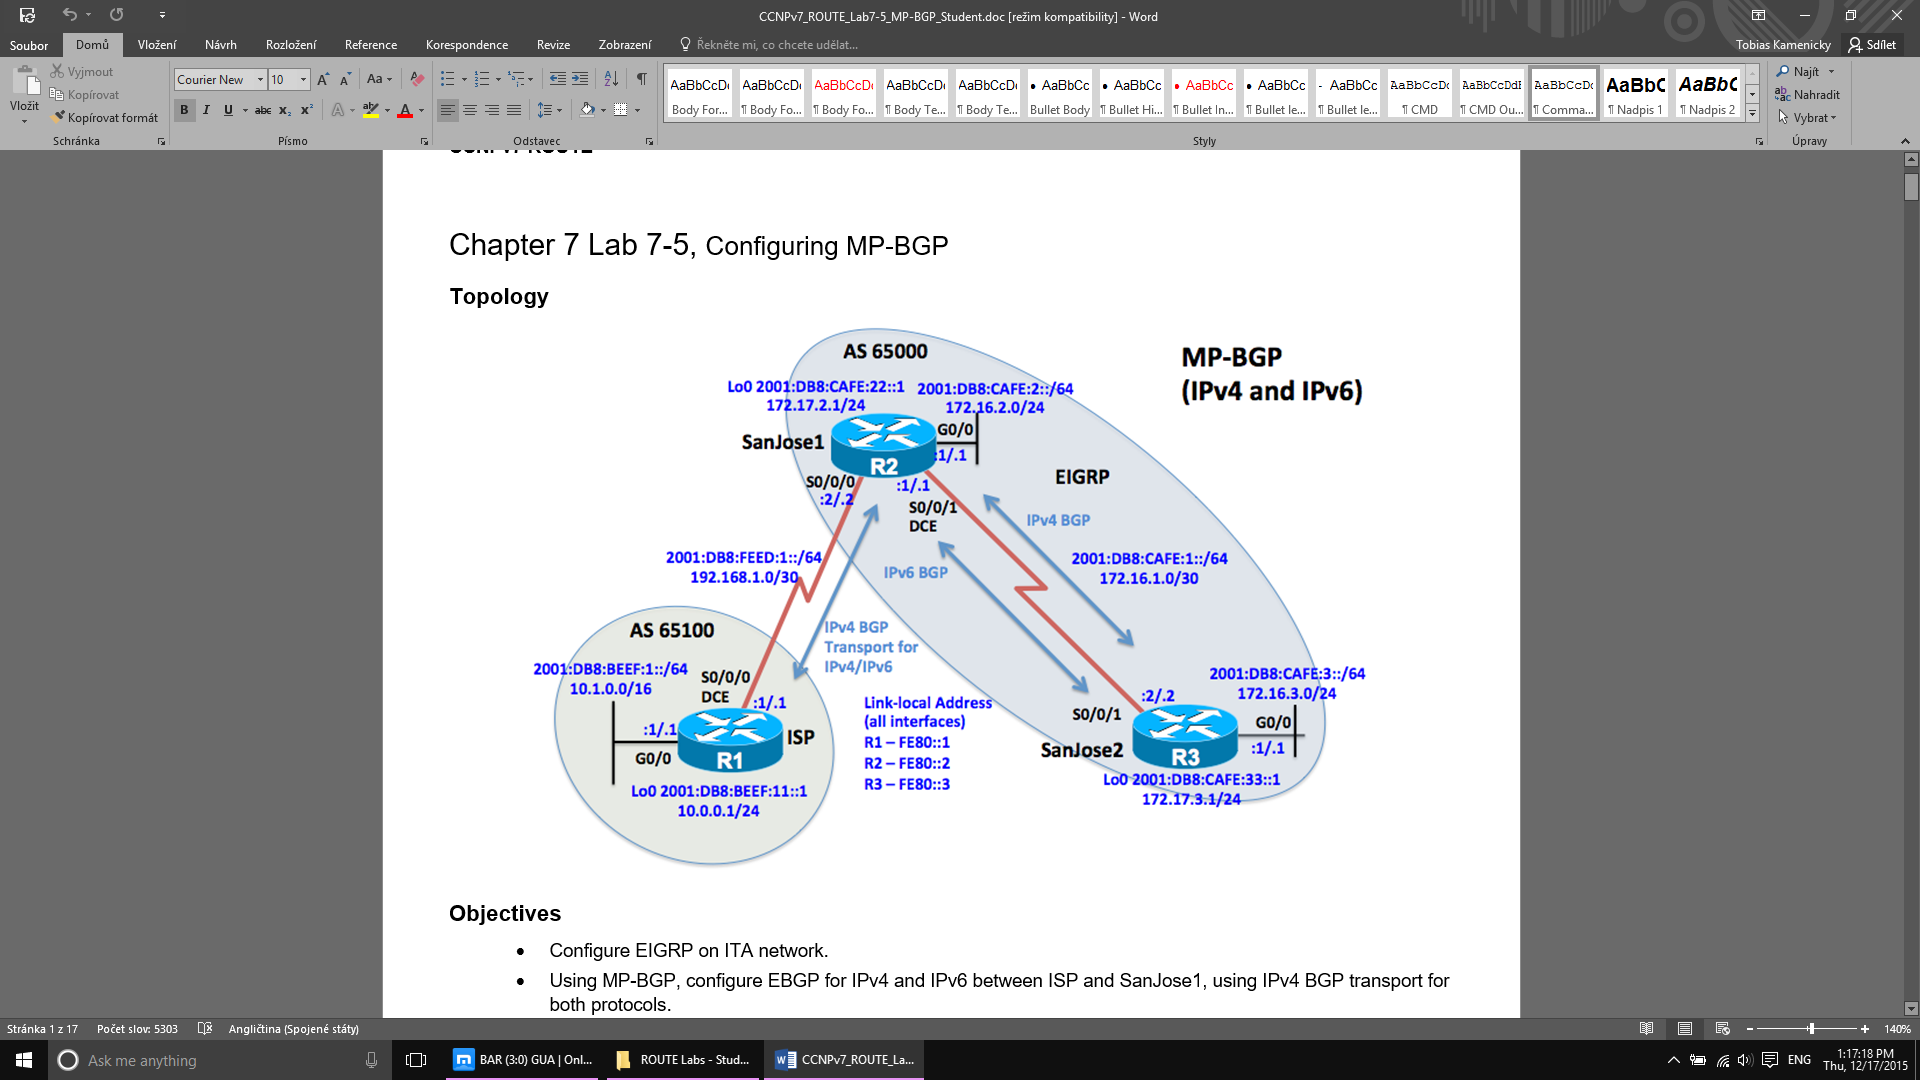 CCNPv7_ROUTE_Lab7-5_MP-BGP_Student.doc [režim kompatibility] - Word
Soubor Domů Vložení Návrh Rozložení Reference Korespondence Revize Zobrazení Řekněte mi, co chcete udělat... Tobias Kamenicky Sdílet
Vložit
Vyjmout
Kopírovat
Kopírovat formát
Schránka
Courier New 10
Písmo
Odstavec
AaBbCcDc AaBbCcDc AaBbCcDc AaBbCcDc AaBbCcDc AaBbCc AaBbCc AaBbCc AaBbCc AaBbCc AaBbCcDc AaBbCcDdE AaBbCcDc AaBbC AaBbC
Body For... ¶ Body Fo... ¶ Body Fo... ¶ Body Te... ¶ Body Te... Bullet Body ¶ Bullet Hi... ¶ Bullet In... ¶ Bullet le... ¶ Bullet le... ¶ CMD ¶ CMD Ou... ¶ Comma... ¶ Nadpis 1 ¶ Nadpis 2
Styly
Najít
Nahradit
Vybrat
Úpravy
CCNPv7 ROUTE
Chapter 7 Lab 7-5, Configuring MP-BGP
Topology
AS 65000
MP-BGP
(IPv4 and IPv6)
Lo0 2001:DB8:CAFE:22::1
172.17.2.1/24
2001:DB8:CAFE:2::/64
172.16.2.0/24
SanJose1
G0/0
:1/.1
R2
S0/0/0
:2/.2
:1/.1
S0/0/1
DCE
EIGRP
IPv4 BGP
2001:DB8:FEED:1::/64
192.168.1.0/30
IPv6 BGP
2001:DB8:CAFE:1::/64
172.16.1.0/30
AS 65100
IPv4 BGP
Transport for
IPv4/IPv6
2001:DB8:BEEF:1::/64
10.1.0.0/16
S0/0/0
DCE
:1/.1
:1/.1
G0/0
R1
ISP
Lo0 2001:DB8:BEEF:11::1
10.0.0.1/24
Link-local Address
(all interfaces)
R1 – FE80::1
R2 – FE80::2
R3 – FE80::3
2001:DB8:CAFE:3::/64
172.16.3.0/24
:2/.2
S0/0/1
G0/0
:1/.1
SanJose2
R3
Lo0 2001:DB8:CAFE:33::1
172.17.3.1/24
Objectives
• Configure EIGRP on ITA network.
• Using MP-BGP, configure EBGP for IPv4 and IPv6 between ISP and SanJose1, using IPv4 BGP transport for
both protocols.
Stránka 1 z 17 Počet slov: 5303 Angličtina (Spojené státy) 140%
Ask me anything BAR (3:0) GUA | Onl... ROUTE Labs - Stud... CCNPv7_ROUTE_La... ENG 1:17:18 PM
Thu, 12/17/2015